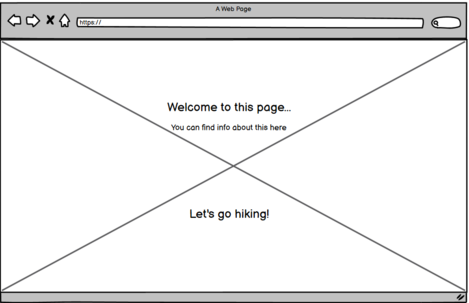 A Web Page
https://
Welcome to this page...
You can find info about this here
Let's go hiking!